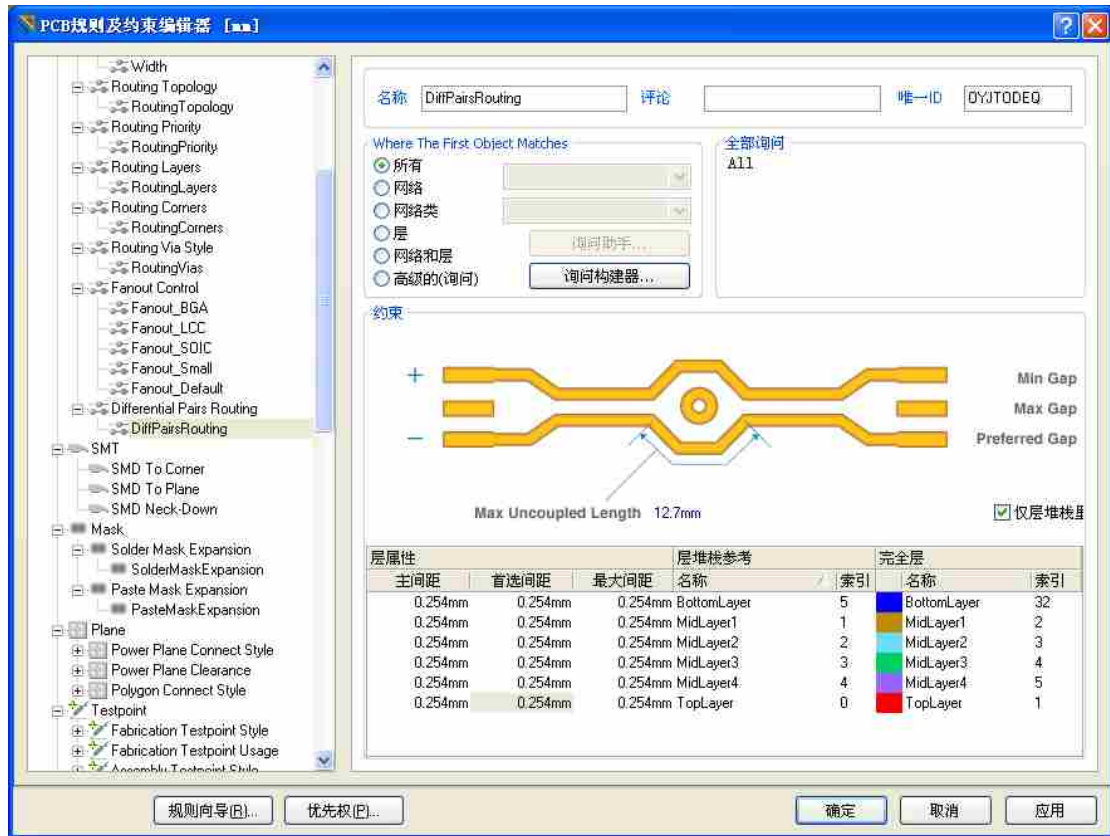 PCB规则及约束编辑器 [mm]
Width
Routing Topology
RoutingTopology
Routing Priority
RoutingPriority
Routing Layers
RoutingLayers
Routing Corners
RoutingCorners
Routing Via Style
RoutingVias
Fanout Control
Fanout_BGA
Fanout_LCC
Fanout_SOIC
Fanout_Small
Fanout_Default
Differential Pairs Routing
DiffPairsRouting
SMT
SMD To Corner
SMD To Plane
SMD Neck-Down
Mask
Solder Mask Expansion
SolderMaskExpansion
Paste Mask Expansion
PasteMaskExpansion
Plane
Power Plane Connect Style
Power Plane Clearance
Polygon Connect Style
Testpoint
Fabrication Testpoint Style
Fabrication Testpoint Usage
Assembly Testpoint Style
名称 DiffPairsRouting 评论 唯一ID OYJTODEQ
Where The First Object Matches
所有
网络
网络类
层
网络和层
高级的(询问)
询问助手...
询问构建器...
全部询问
All
约束
+
−
Min Gap
Max Gap
Preferred Gap
Max Uncoupled Length 12.7mm
仅层堆栈里
层属性 层堆栈参考 完全层
主间距 首选间距 最大间距 名称 / 索引 名称 索引
0.254mm 0.254mm 0.254mm BottomLayer 5 BottomLayer 32
0.254mm 0.254mm 0.254mm MidLayer1 1 MidLayer1 2
0.254mm 0.254mm 0.254mm MidLayer2 2 MidLayer2 3
0.254mm 0.254mm 0.254mm MidLayer3 3 MidLayer3 4
0.254mm 0.254mm 0.254mm MidLayer4 4 MidLayer4 5
0.254mm 0.254mm 0.254mm TopLayer 0 TopLayer 1
规则向导(R)... 优先权(P)... 确定 取消 应用